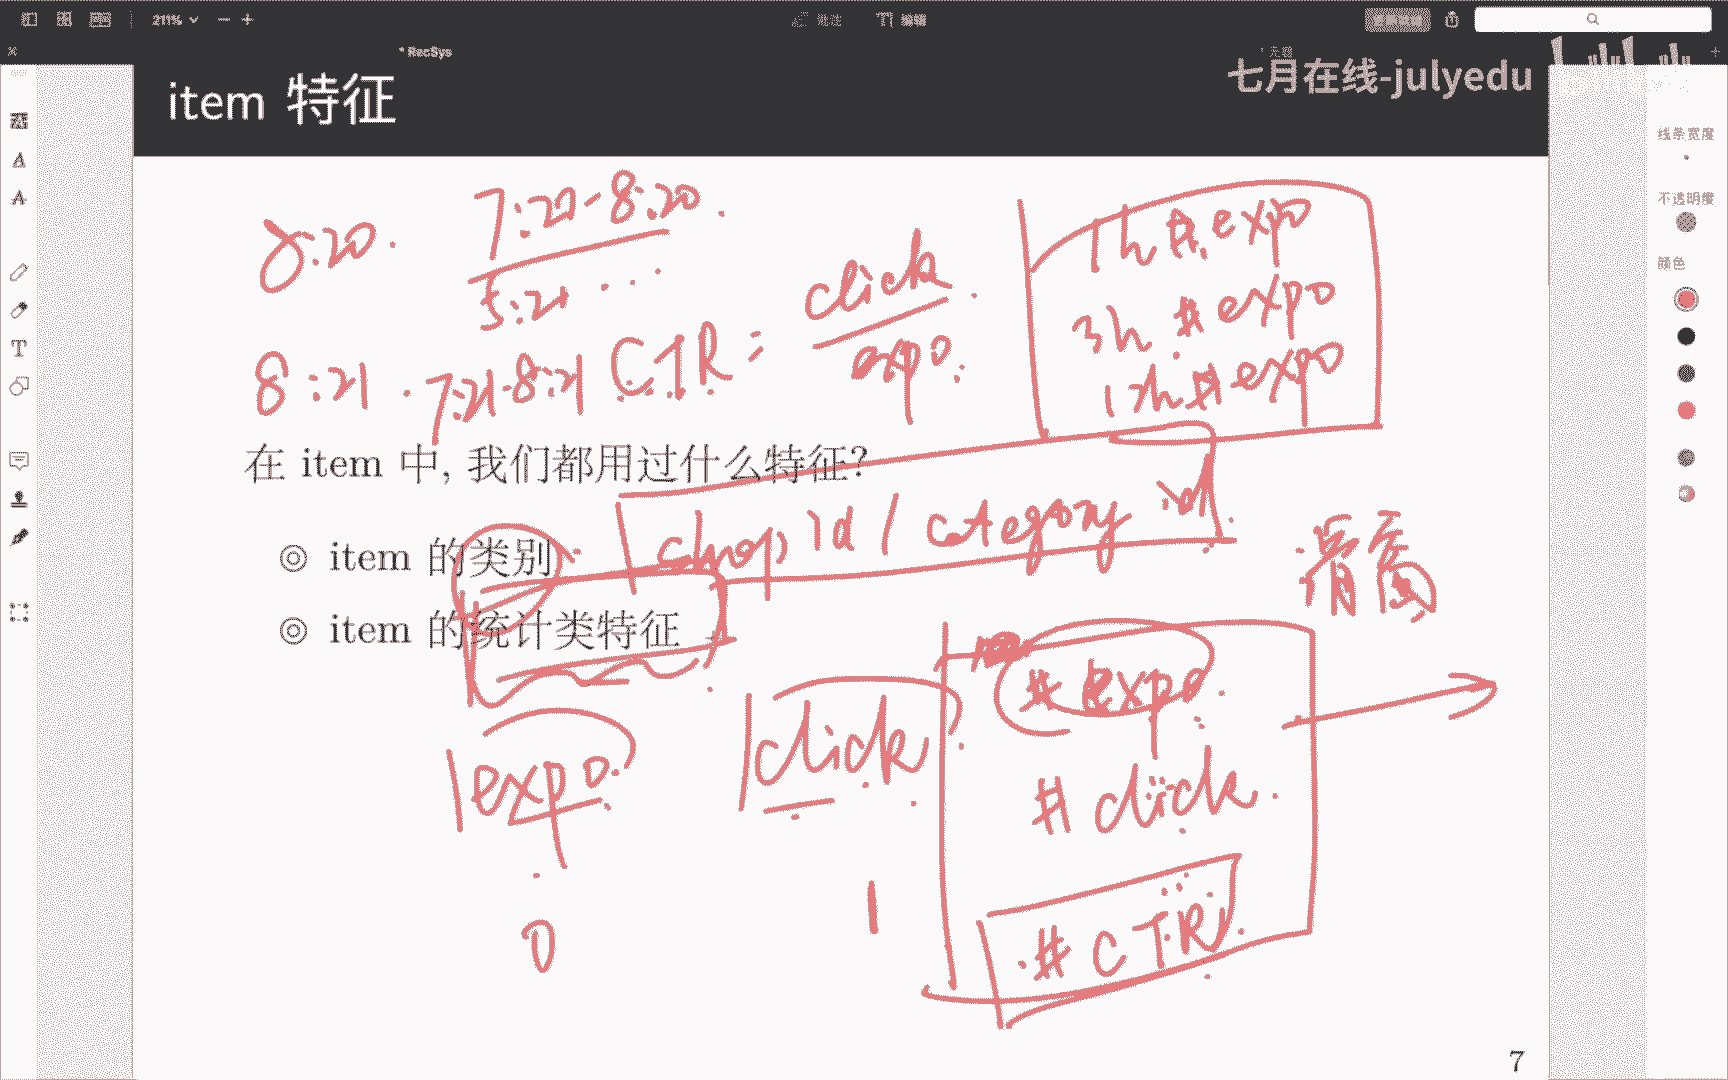 211%
编辑
* RecSys
七月在线-julyedu
item 特征
线条宽度
不透明度
颜色
8:20.
7:20-8:20.
5:21 ...
8:21 . 7:21-8:21
CTR = click / expo.
1h #expo
3h #expo
12h #expo
在 item 中, 我们都用过什么特征?
◎ item 的类别
shop id / category id
◎ item 的统计类特征
expo
click
# expo.
# click.
# CTR.
0
1
7